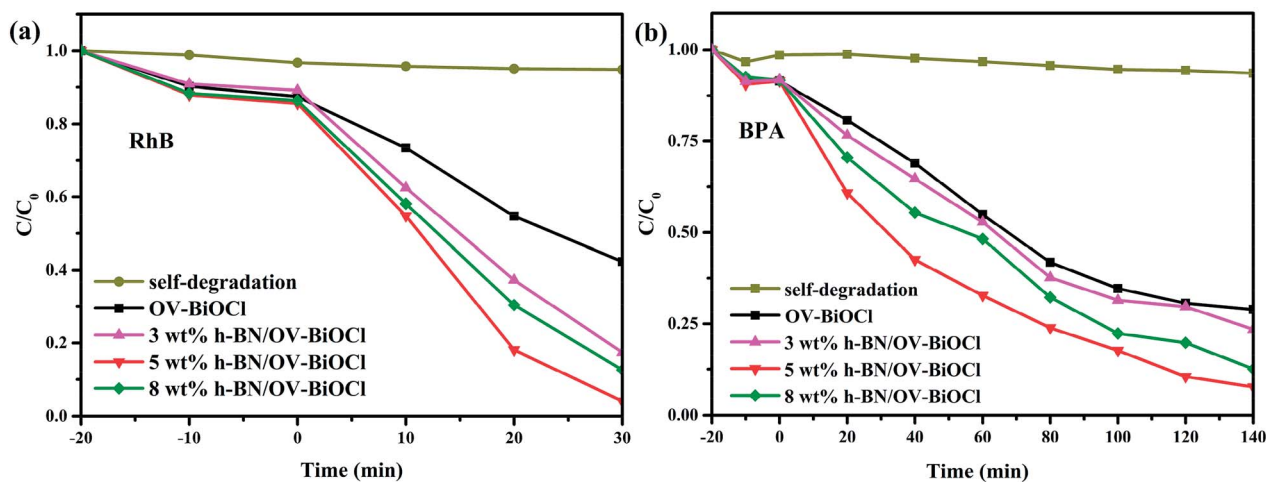 (a)
1.0
0.8
0.6
0.4
0.2
0.0
C/C0
RhB
self-degradation
OV-BiOCl
3 wt% h-BN/OV-BiOCl
5 wt% h-BN/OV-BiOCl
8 wt% h-BN/OV-BiOCl
-20 -10 0 10 20 30
Time (min)
(b)
1.00
0.75
0.50
0.25
0.00
C/C0
BPA
self-degradation
OV-BiOCl
3 wt% h-BN/OV-BiOCl
5 wt% h-BN/OV-BiOCl
8 wt% h-BN/OV-BiOCl
-20 0 20 40 60 80 100 120 140
Time (min)